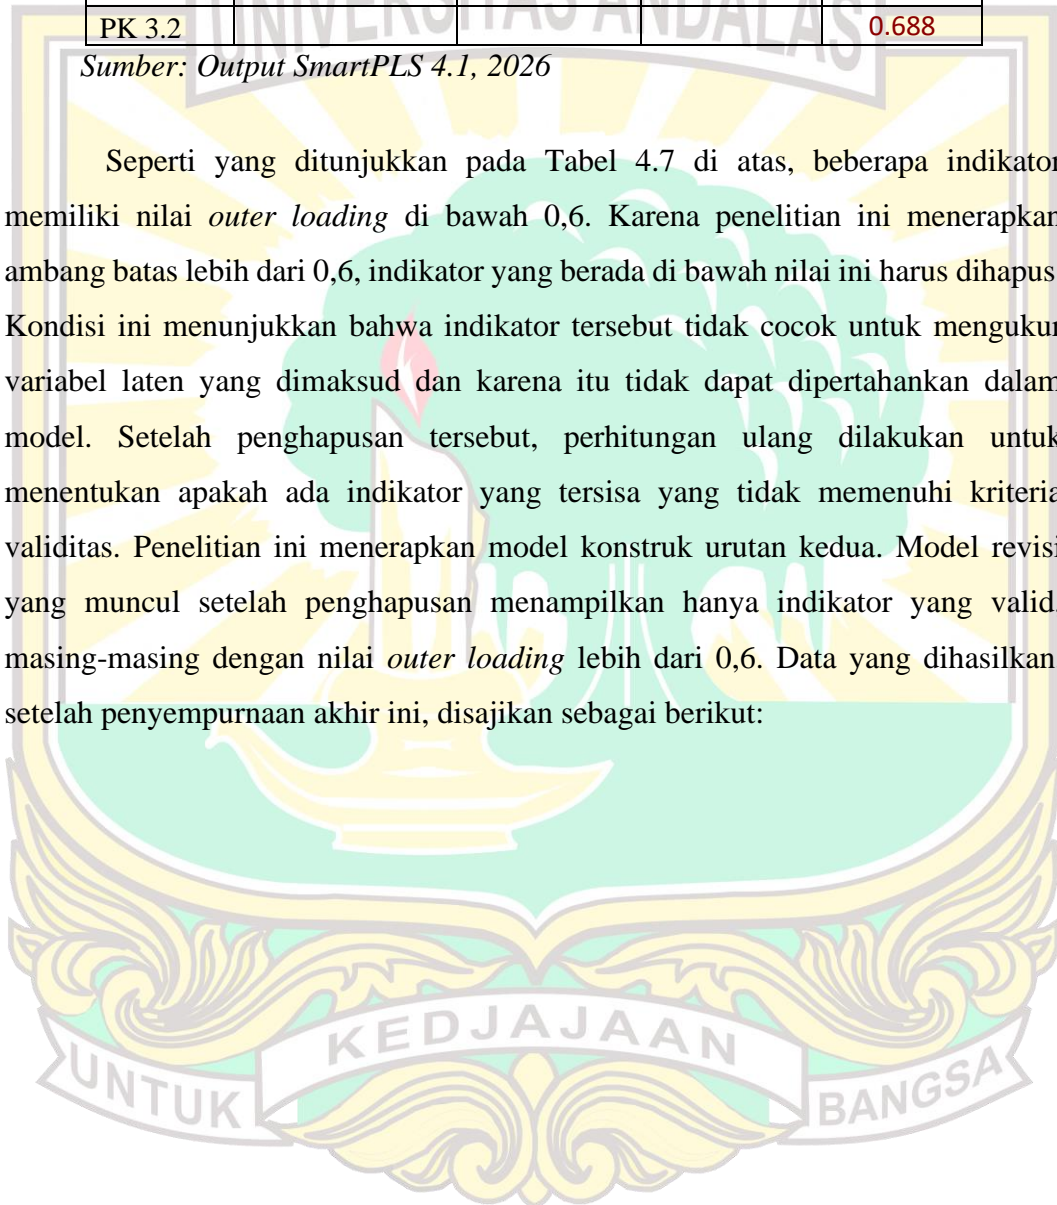 UNIVERSITAS ANDALAS
PK 3.2 0.688
Sumber: Output SmartPLS 4.1, 2026
Seperti yang ditunjukkan pada Tabel 4.7 di atas, beberapa indikator
memiliki nilai outer loading di bawah 0,6. Karena penelitian ini menerapkan
ambang batas lebih dari 0,6, indikator yang berada di bawah nilai ini harus dihapus
Kondisi ini menunjukkan bahwa indikator tersebut tidak cocok untuk mengukur
variabel laten yang dimaksud dan karena itu tidak dapat dipertahankan dalam
model. Setelah penghapusan tersebut, perhitungan ulang dilakukan untuk
menentukan apakah ada indikator yang tersisa yang tidak memenuhi kriteria
validitas. Penelitian ini menerapkan model konstruk urutan kedua. Model revisi
yang muncul setelah penghapusan menampilkan hanya indikator yang valid,
masing-masing dengan nilai outer loading lebih dari 0,6. Data yang dihasilkan
setelah penyempurnaan akhir ini, disajikan sebagai berikut:
UNTUK KEDJAJAAN BANGSA